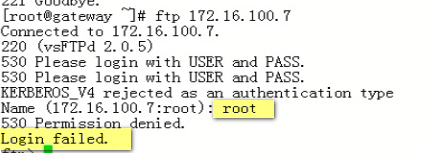 221 Goodbye.
[root@gateway ~]# ftp 172.16.100.7
Connected to 172.16.100.7.
220 (vsFTPd 2.0.5)
530 Please login with USER and PASS.
530 Please login with USER and PASS.
KERBEROS_V4 rejected as an authentication type
Name (172.16.100.7:root): root
530 Permission denied.
Login failed.
ftp>